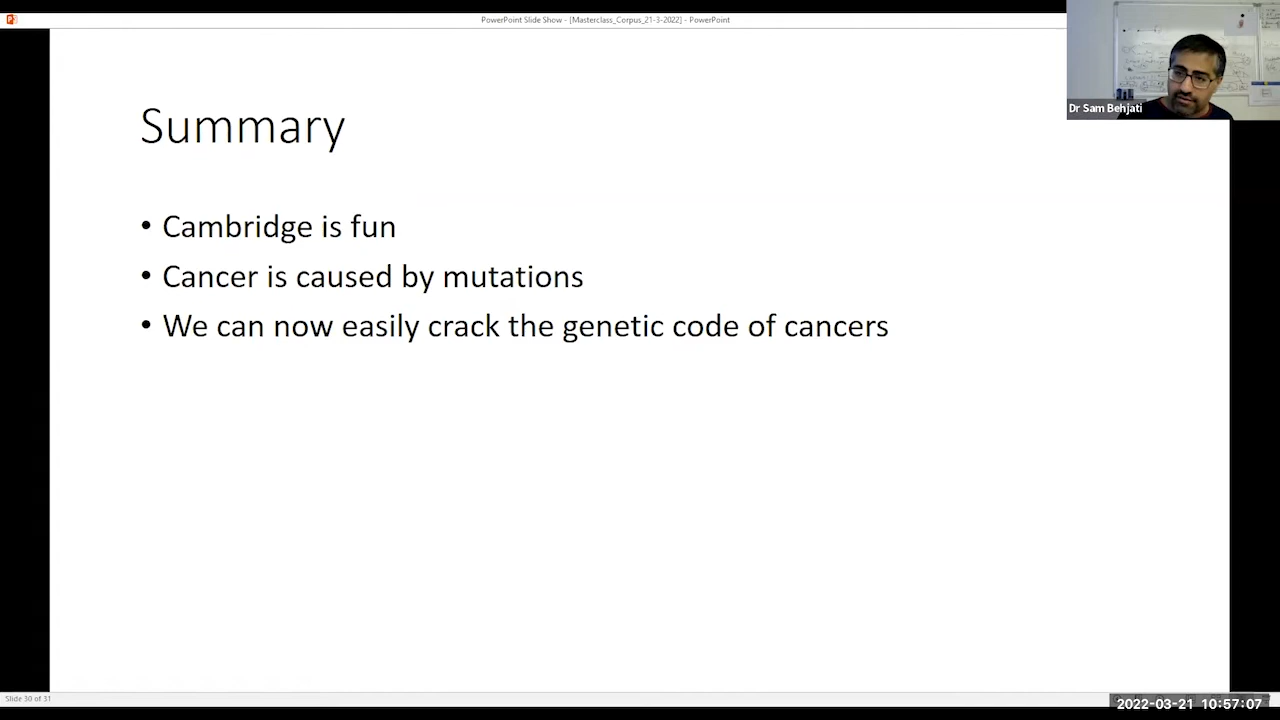 PowerPoint Slide Show - [Masterclass_Corpus_21-3-2022] - PowerPoint
Dr Sam Behjati
Summary
• Cambridge is fun
• Cancer is caused by mutations
• We can now easily crack the genetic code of cancers
Slide 30 of 31
2022-03-21 10:57:07